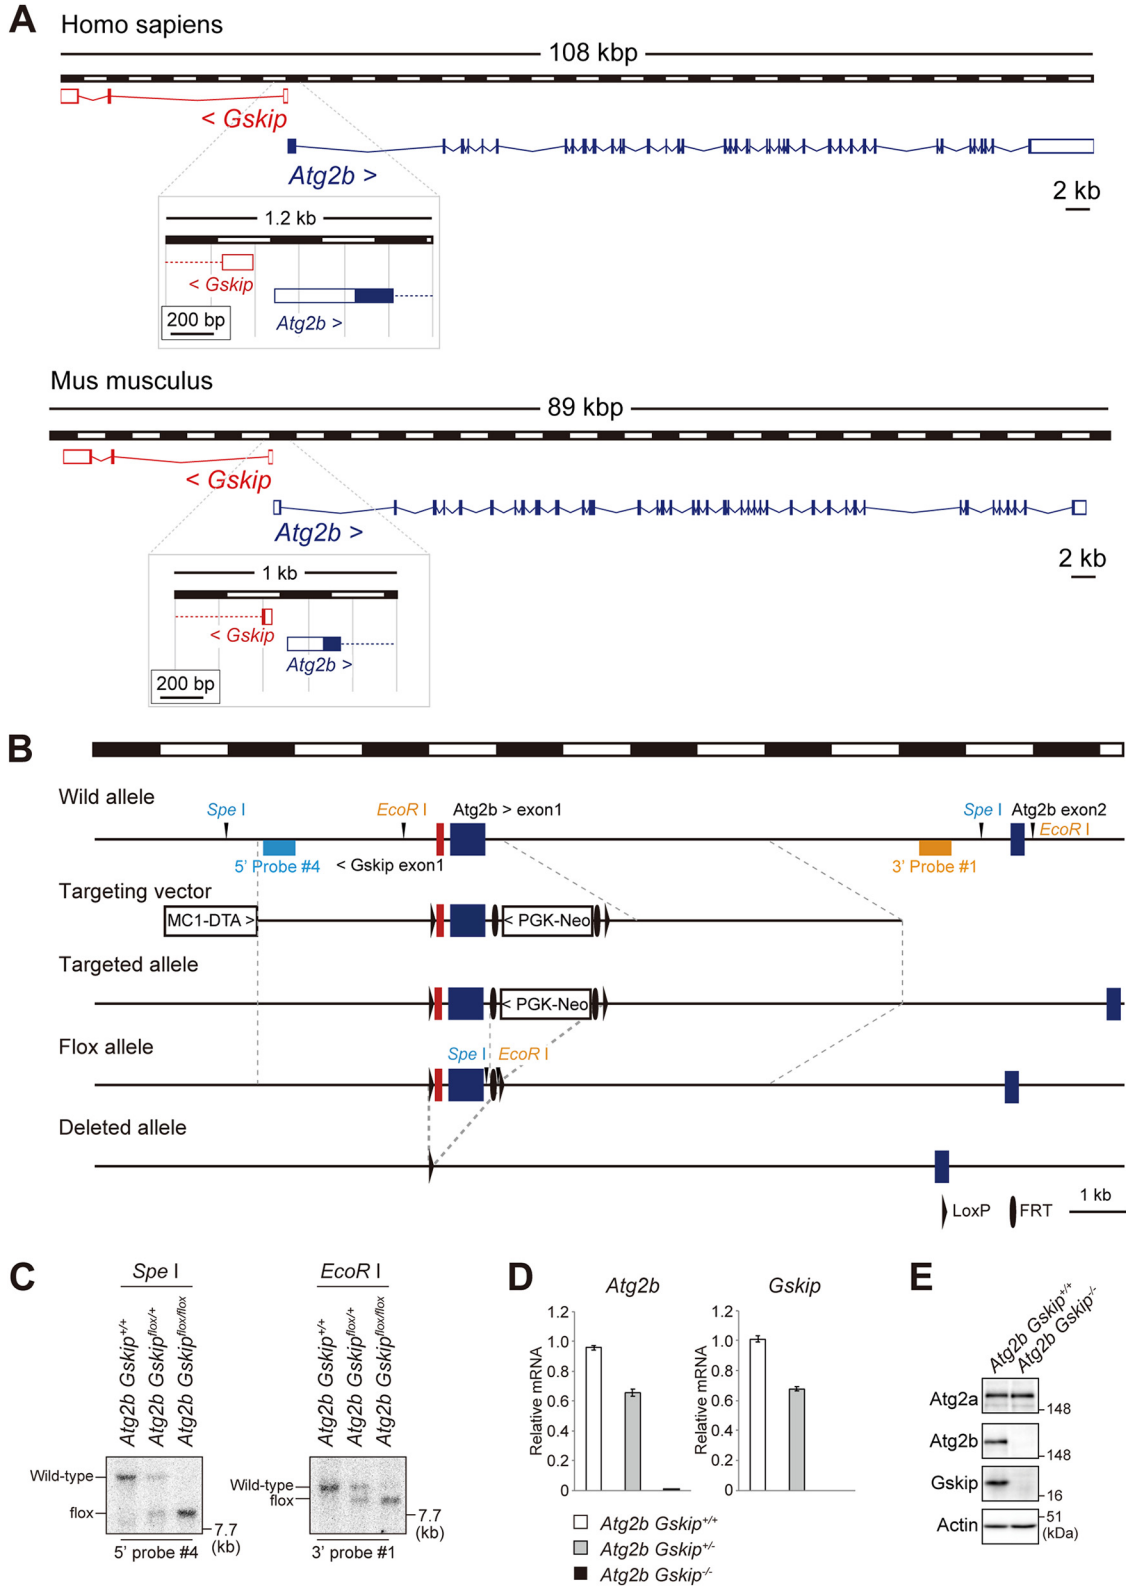 A
Homo sapiens
108 kbp
< Gskip
Atg2b >
2 kb
1.2 kb
< Gskip
Atg2b >
200 bp
Mus musculus
89 kbp
< Gskip
Atg2b >
2 kb
1 kb
< Gskip
Atg2b >
200 bp
B
Wild allele
Spe I
EcoR I
Atg2b > exon1
Spe I
Atg2b exon2
EcoR I
5' Probe #4
< Gskip exon1
3' Probe #1
Targeting vector
MC1-DTA >
< PGK-Neo
Targeted allele
< PGK-Neo
Flox allele
Spe I
EcoR I
Deleted allele
LoxP
FRT
1 kb
C
Spe I
Atg2b Gskip+/+
Atg2b Gskipflox/+
Atg2b Gskipflox/flox
Wild-type
flox
7.7
(kb)
5' probe #4
EcoR I
Atg2b Gskip+/+
Atg2b Gskipflox/+
Atg2b Gskipflox/flox
Wild-type
flox
7.7
(kb)
3' probe #1
D
Atg2b
Relative mRNA
1.2
1.0
0.8
0.6
0.4
0.2
0
Gskip
Relative mRNA
1.2
1.0
0.8
0.6
0.4
0.2
0
Atg2b Gskip+/+
Atg2b Gskip+/-
Atg2b Gskip-/-
E
Atg2b Gskip+/+
Atg2b Gskip-/-
Atg2a
148
Atg2b
148
Gskip
16
Actin
51
(kDa)